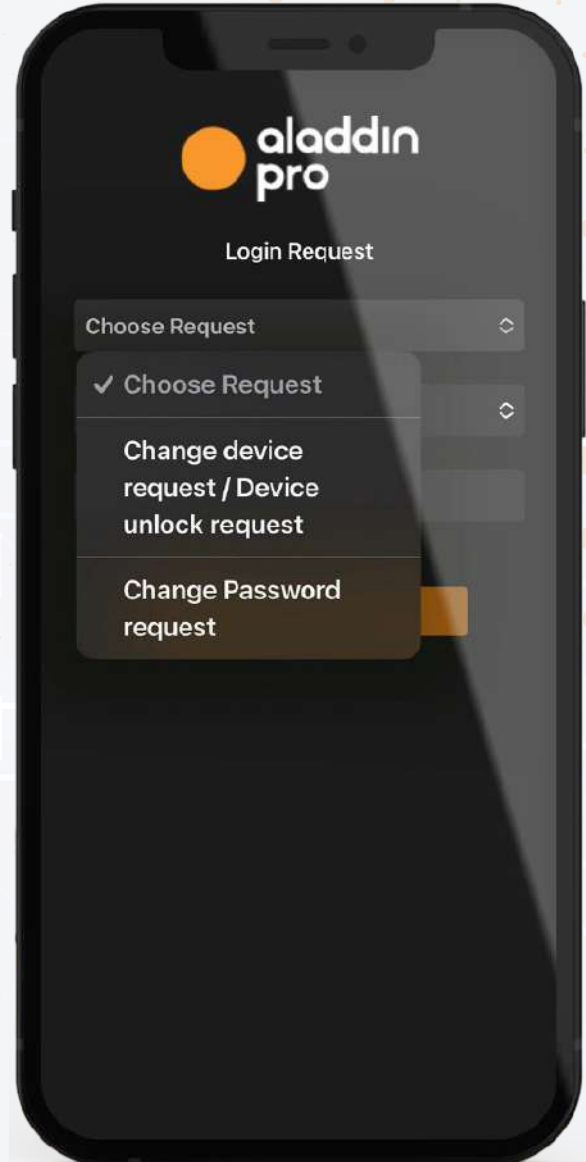 aladdin
pro
Login Request
Choose Request
✓ Choose Request
Change device
request / Device
unlock request
Change Password
request